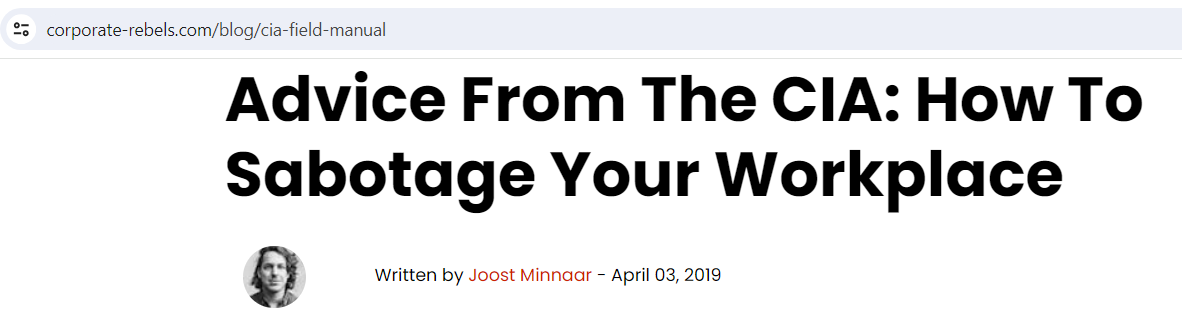 corporate-rebels.com/blog/cia-field-manual
Advice From The CIA: How To
Sabotage Your Workplace
Written by Joost Minnaar - April 03, 2019